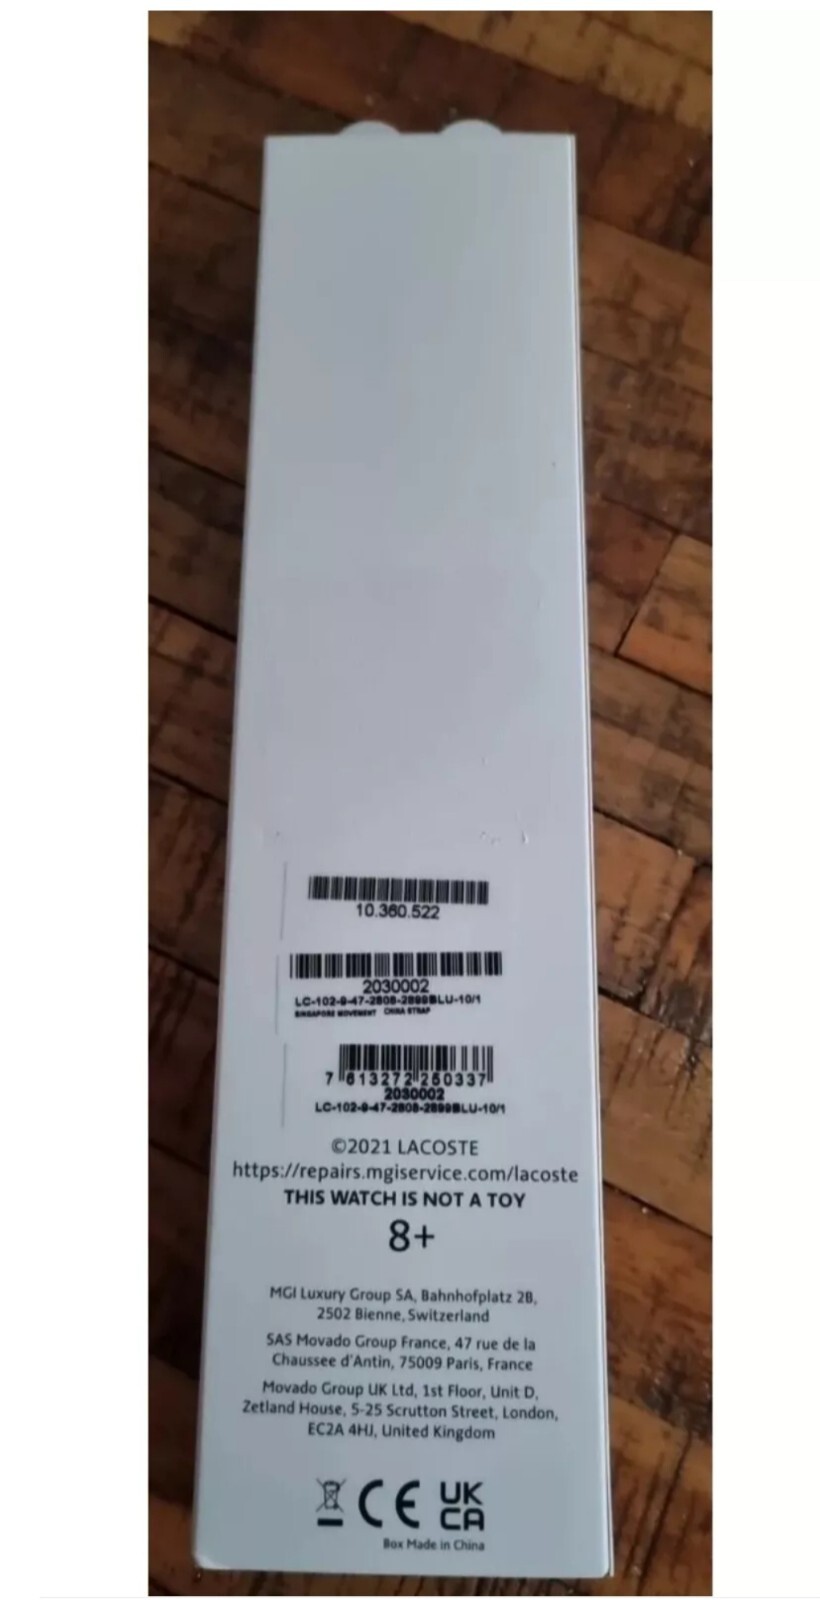 10.360.522
2030002
LC-102-9-47-2808-2899BLU-10/1
SINGAPORE MOVEMENT CHINA STRAP
7 613272 250337
2030002
LC-102-9-47-2808-2899BLU-10/1
©2021 LACOSTE
https://repairs.mgiservice.com/lacoste
THIS WATCH IS NOT A TOY
8+
MGI Luxury Group SA, Bahnhofplatz 2B,
2502 Bienne, Switzerland
SAS Movado Group France, 47 rue de la
Chaussee d'Antin, 75009 Paris, France
Movado Group UK Ltd, 1st Floor, Unit D,
Zetland House, 5-25 Scrutton Street, London,
EC2A 4HJ, United Kingdom
CE UK
CA
Box Made in China